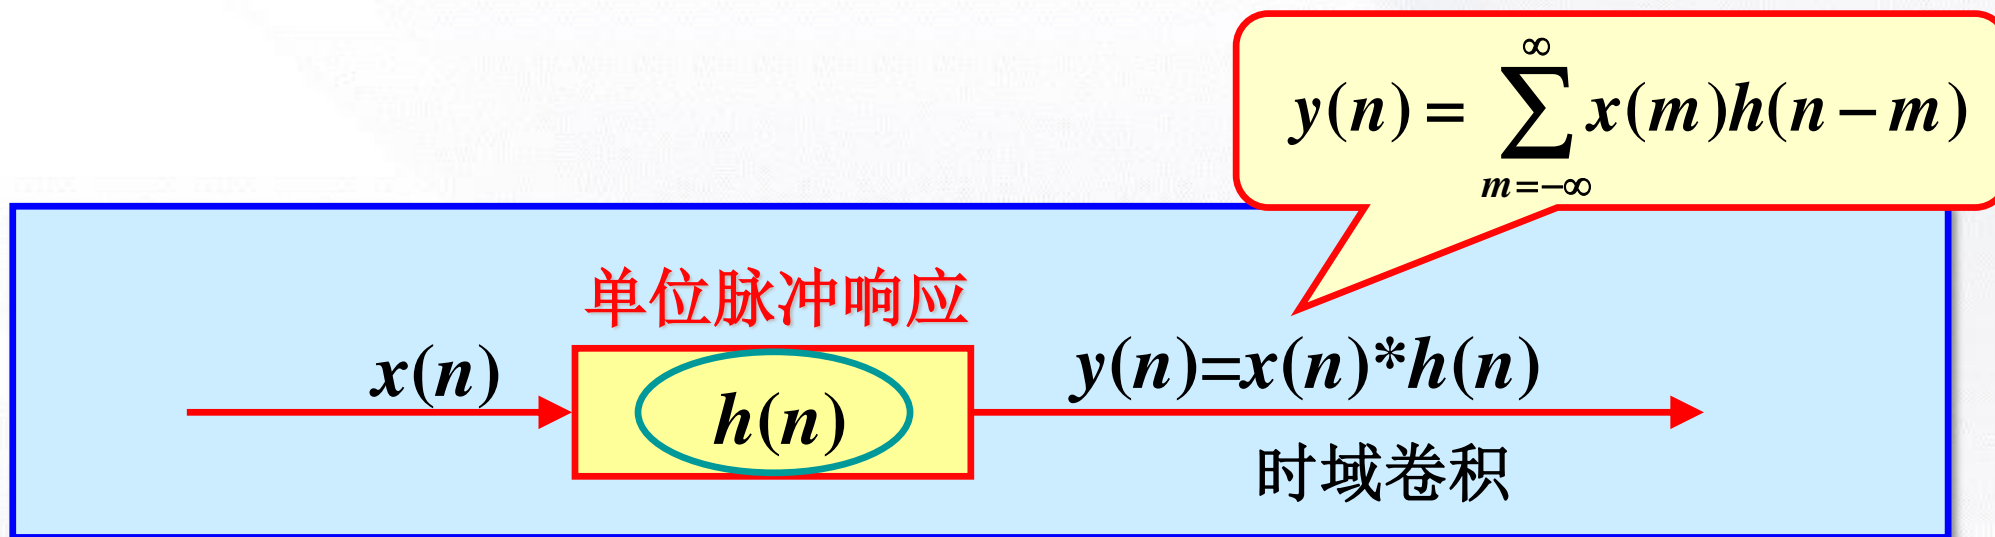 y(n) = ∞∑m=−∞ x(m)h(n − m)
单位脉冲响应
x(n)
h(n)
y(n)=x(n)*h(n)
时域卷积